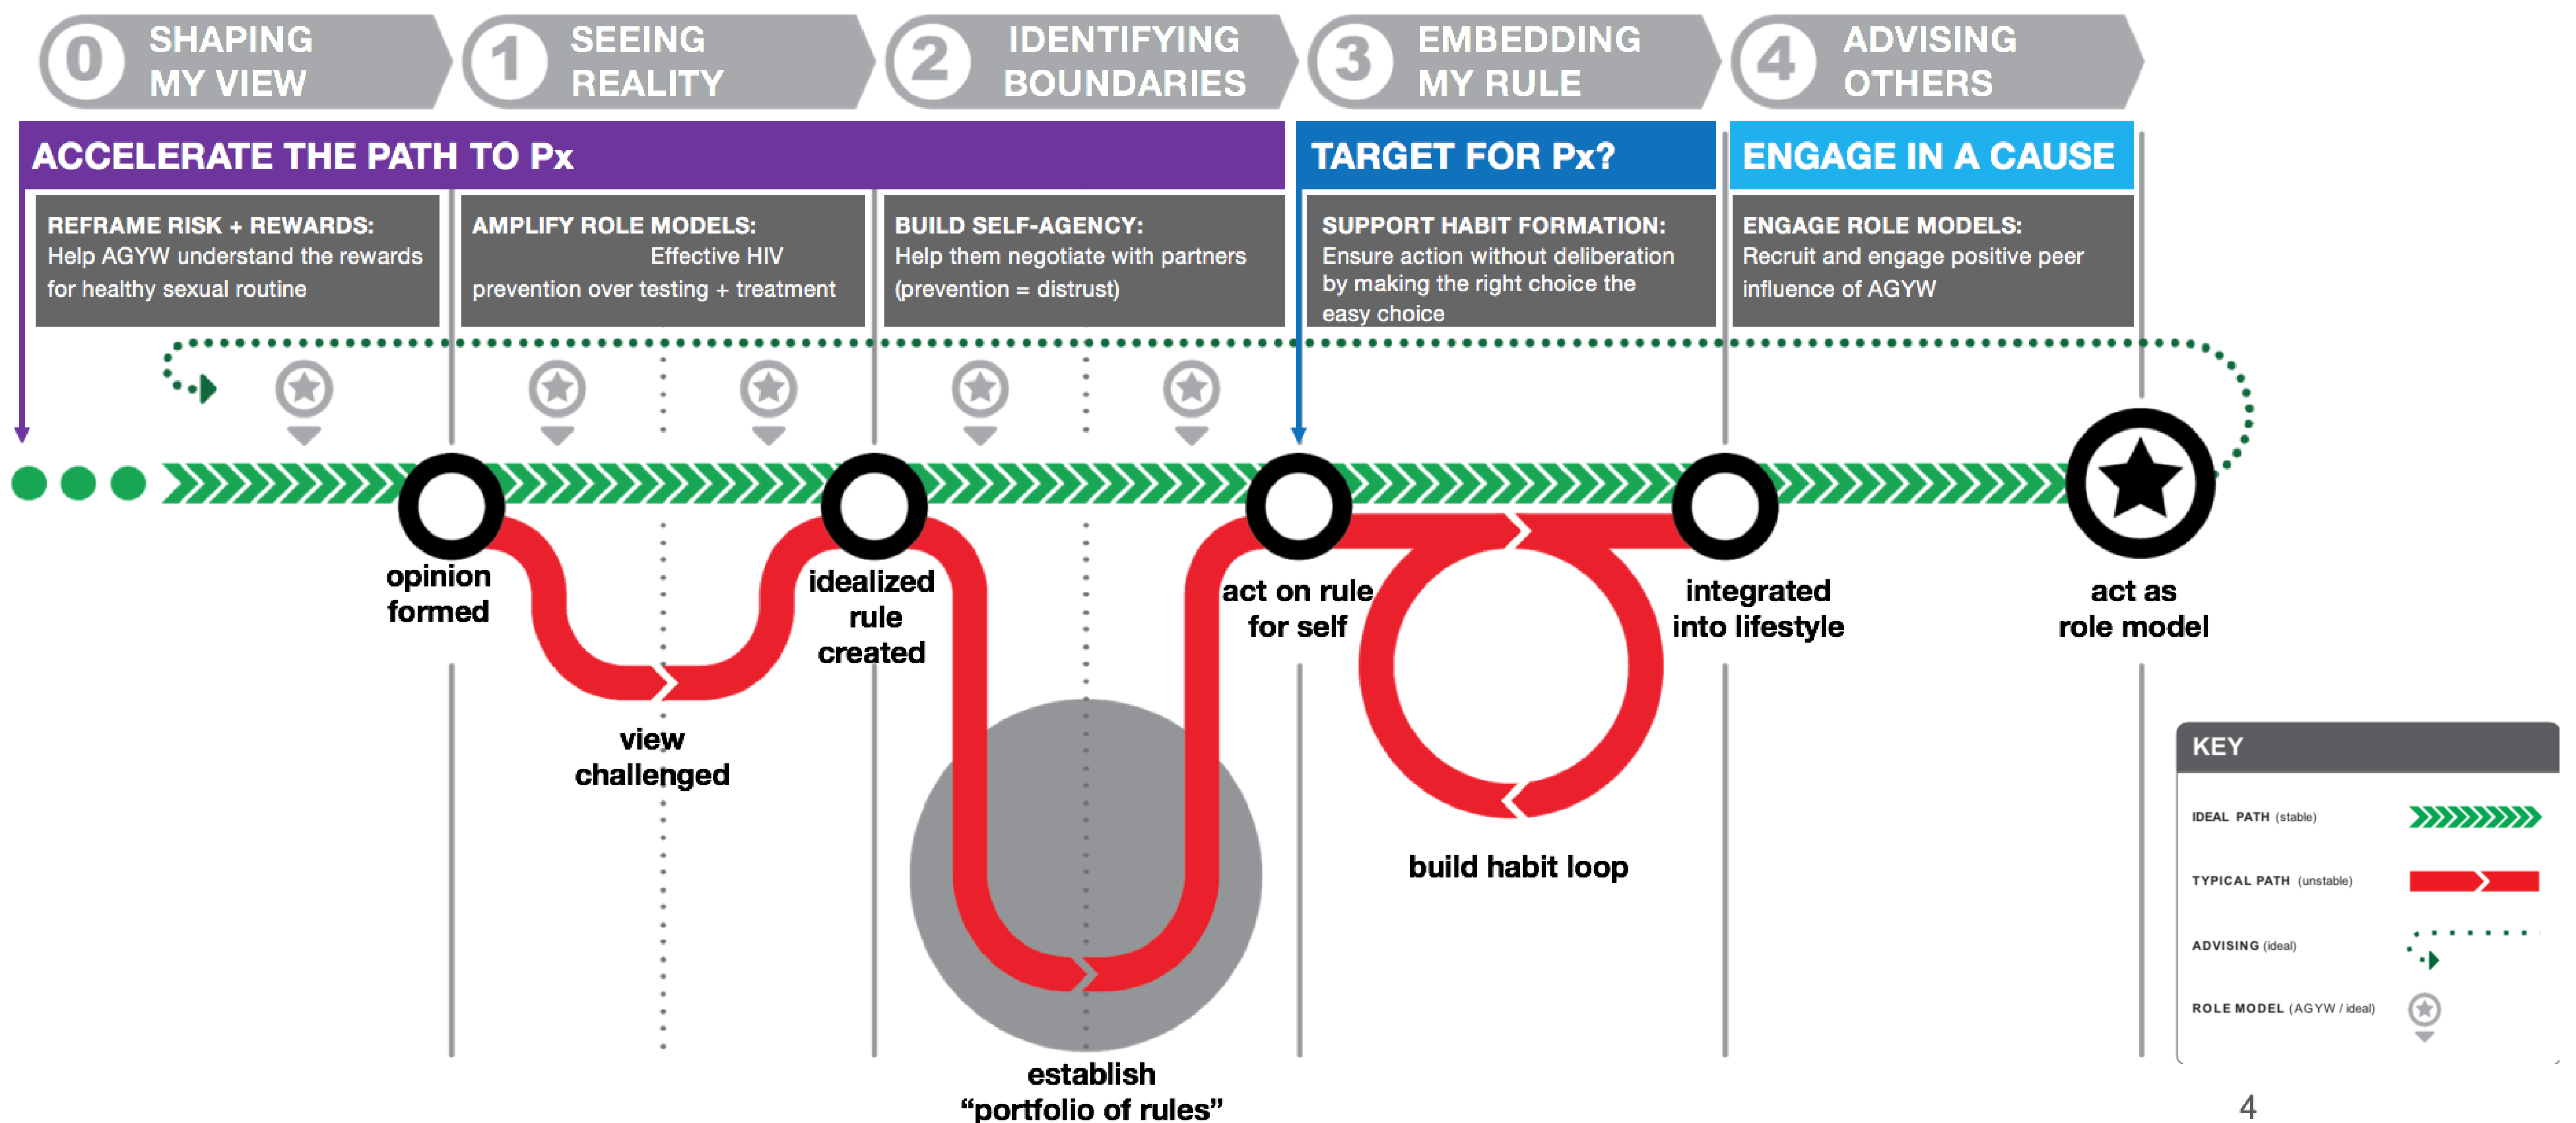 0 SHAPING
MY VIEW
1 SEEING
REALITY
2 IDENTIFYING
BOUNDARIES
3 EMBEDDING
MY RULE
4 ADVISING
OTHERS
ACCELERATE THE PATH TO Px
TARGET FOR Px?
ENGAGE IN A CAUSE
REFRAME RISK + REWARDS:
Help AGYW understand the rewards
for healthy sexual routine
AMPLIFY ROLE MODELS:
Effective HIV
prevention over testing + treatment
BUILD SELF-AGENCY:
Help them negotiate with partners
(prevention = distrust)
SUPPORT HABIT FORMATION:
Ensure action without deliberation
by making the right choice the
easy choice
ENGAGE ROLE MODELS:
Recruit and engage positive peer
influence of AGYW
opinion
formed
view
challenged
idealized
rule
created
establish
“portfolio of rules”
act on rule
for self
build habit loop
integrated
into lifestyle
act as
role model
KEY
IDEAL PATH (stable)
TYPICAL PATH (unstable)
ADVISING (ideal)
ROLE MODEL (AGYW / ideal)
4